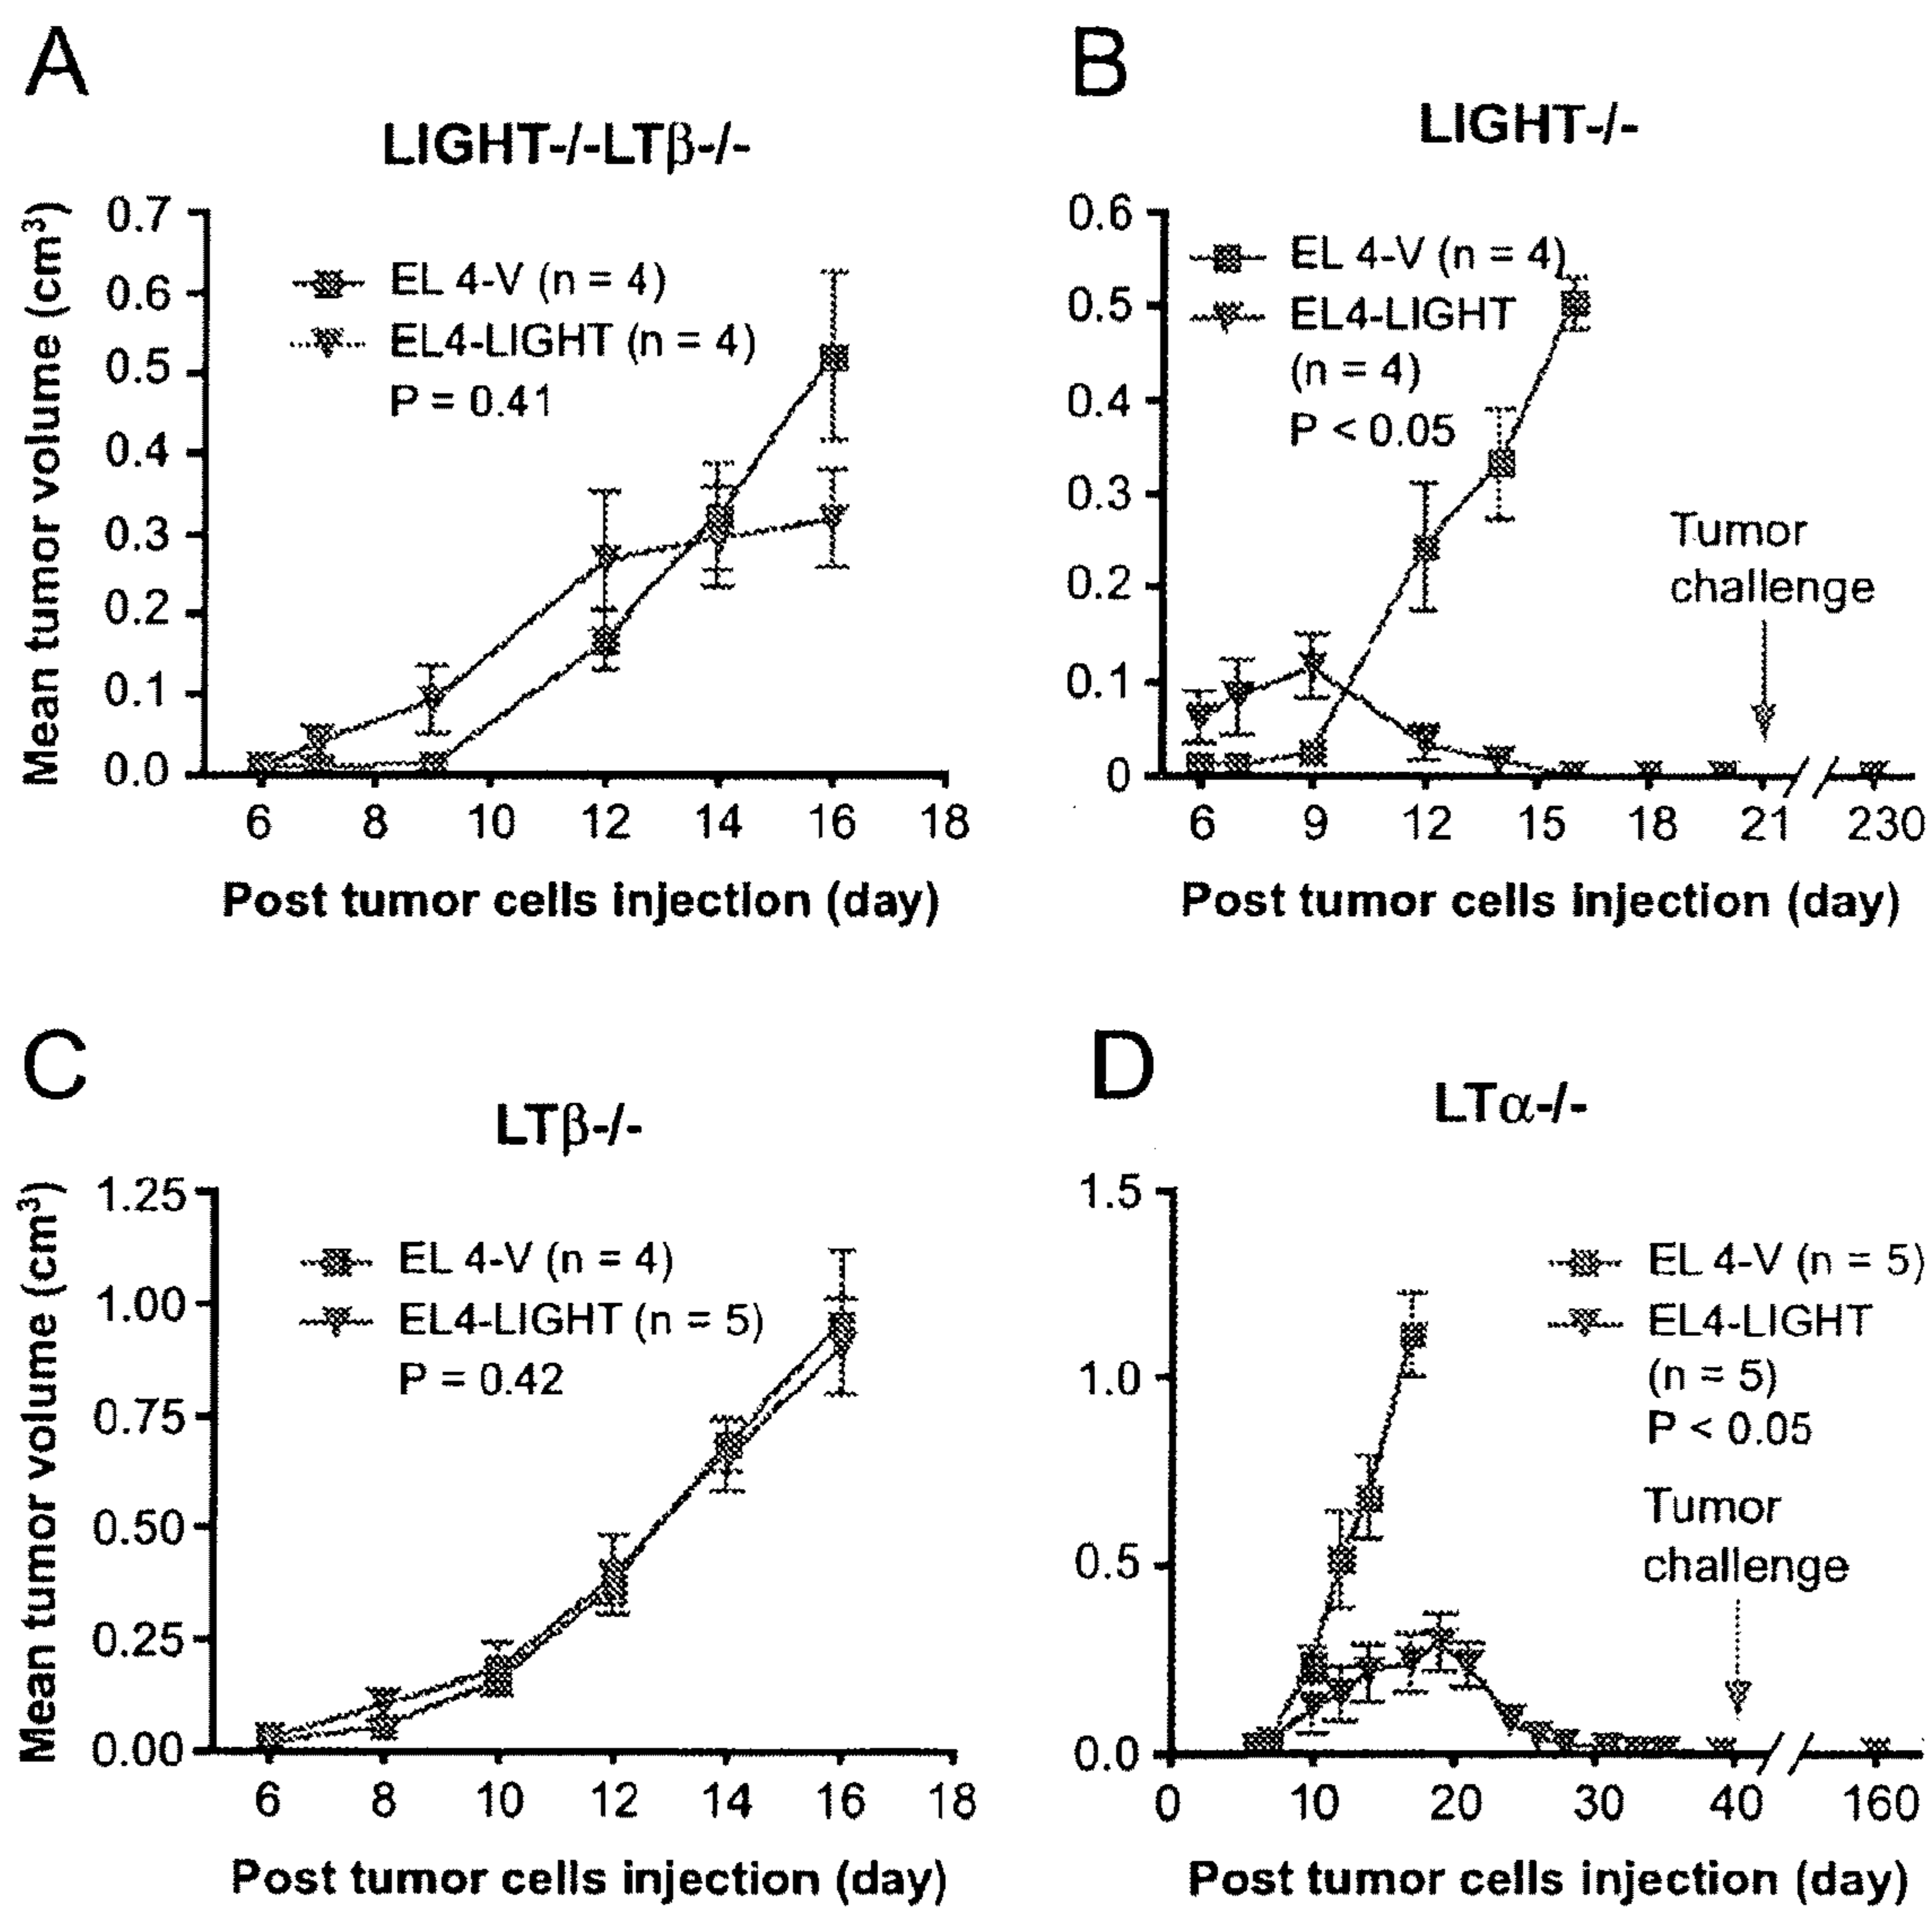 A
LIGHT-/-LTβ-/-
Mean tumor volume (cm³)
0.7
0.6
0.5
0.4
0.3
0.2
0.1
0.0
EL 4-V (n = 4)
EL4-LIGHT (n = 4)
P = 0.41
6 8 10 12 14 16 18
Post tumor cells injection (day)
B
LIGHT-/-
0.6
0.5
0.4
0.3
0.2
0.1
0
EL 4-V (n = 4)
EL4-LIGHT
(n = 4)
P < 0.05
Tumor
challenge
6 9 12 15 18 21 230
Post tumor cells injection (day)
C
LTβ-/-
Mean tumor volume (cm³)
1.25
1.00
0.75
0.50
0.25
0.00
EL 4-V (n = 4)
EL4-LIGHT (n = 5)
P = 0.42
6 8 10 12 14 16 18
Post tumor cells injection (day)
D
LTα-/-
1.5
1.0
0.5
0.0
EL 4-V (n = 5)
EL4-LIGHT
(n = 5)
P < 0.05
Tumor
challenge
0 10 20 30 40 160
Post tumor cells injection (day)